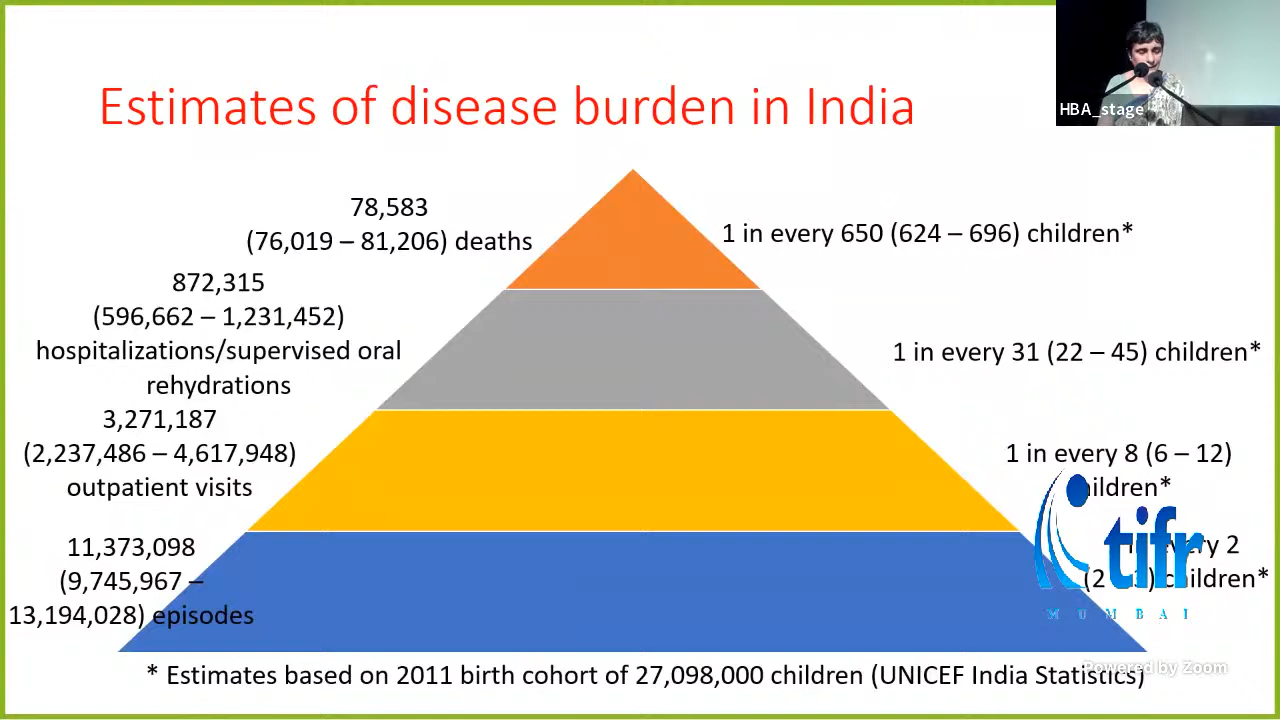 Estimates of disease burden in India
HBA_stage
78,583
(76,019 – 81,206) deaths
1 in every 650 (624 – 696) children*
872,315
(596,662 – 1,231,452)
hospitalizations/supervised oral
rehydrations
1 in every 31 (22 – 45) children*
3,271,187
(2,237,486 – 4,617,948)
outpatient visits
1 in every 8 (6 – 12)
children*
11,373,098
(9,745,967 –
13,194,028) episodes
every 2
children*
tifr
MUMBAI
* Estimates based on 2011 birth cohort of 27,098,000 children (UNICEF India Statistics)
Powered by Zoom